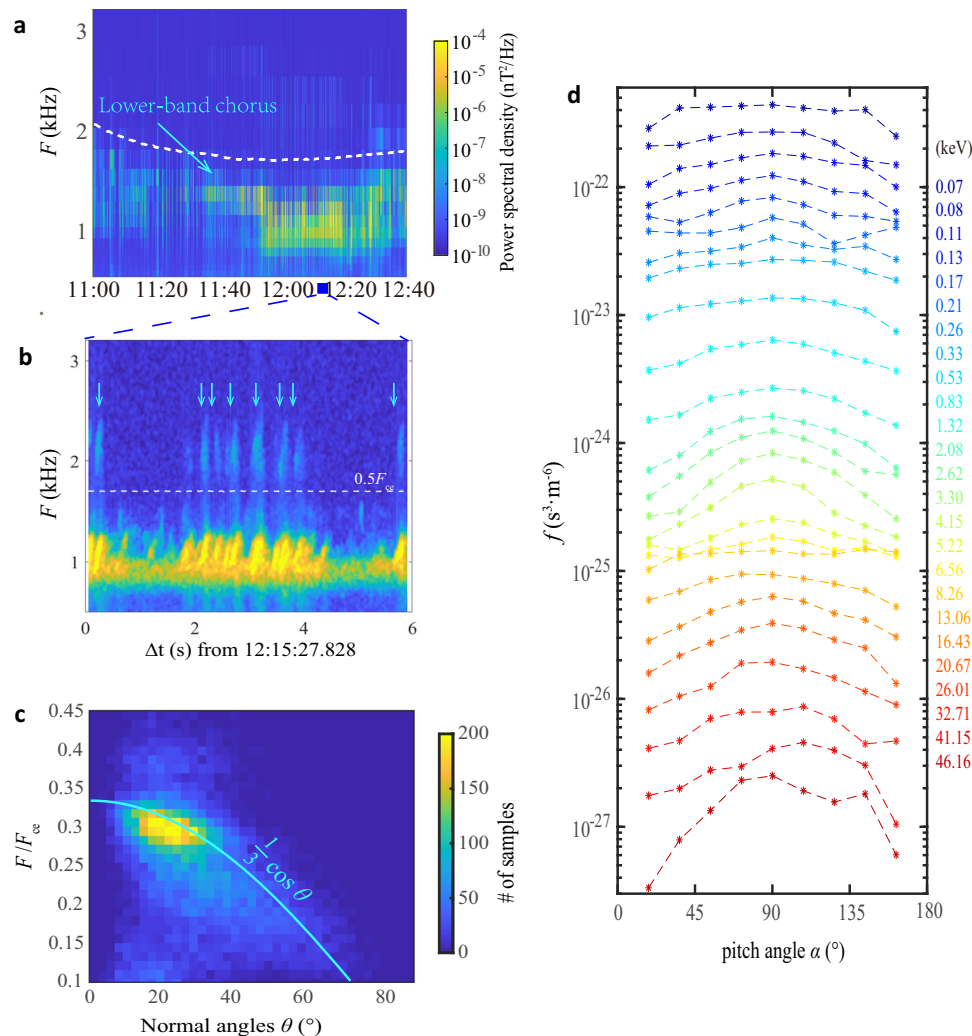 a
3
2
1
F (kHz)
Lower-band chorus
10⁻⁴
10⁻⁵
10⁻⁶
10⁻⁷
10⁻⁸
10⁻⁹
10⁻¹⁰
Power spectral density (nT²/Hz)
11:00 11:20 11:40 12:00 12:20 12:40
b
3
2
1
F (kHz)
0.5F_ce
0 2 4 6
Δt (s) from 12:15:27.828
c
0.45
0.4
0.35
0.3
0.25
0.2
0.15
0.1
F/F_ce
1/3 cos θ
200
150
100
50
0
# of samples
0 20 40 60 80
Normal angles θ (°)
d
10⁻²²
10⁻²³
10⁻²⁴
10⁻²⁵
10⁻²⁶
10⁻²⁷
f (s³·m⁻⁶)
0 45 90 135 180
pitch angle α (°)
(keV)
0.07
0.08
0.11
0.13
0.17
0.21
0.26
0.33
0.53
0.83
1.32
2.08
2.62
3.30
4.15
5.22
6.56
8.26
13.06
16.43
20.67
26.01
32.71
41.15
46.16